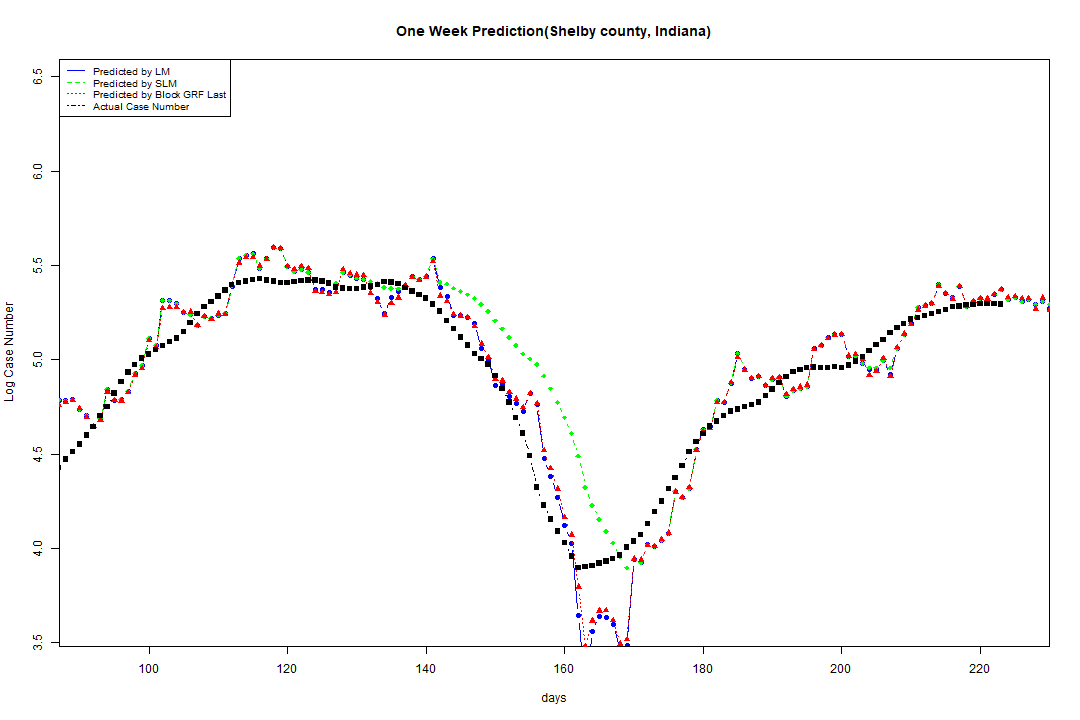 One Week Prediction(Shelby county, Indiana)
Predicted by LM
Predicted by SLM
Predicted by Block GRF Last
Actual Case Number
Log Case Number
6.5
6.0
5.5
5.0
4.5
4.0
3.5
100 120 140 160 180 200 220
days